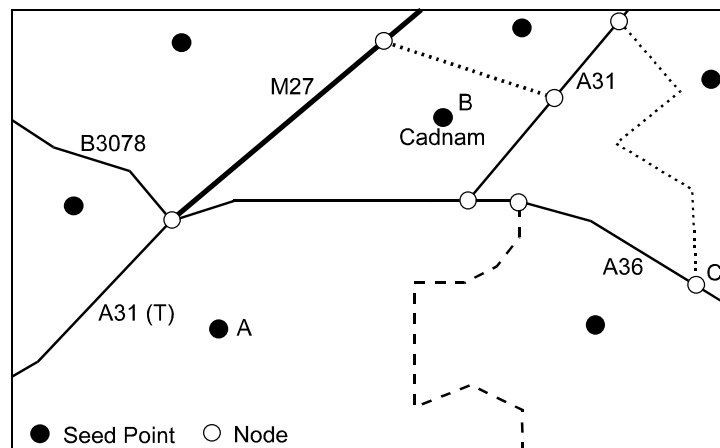 M27
A31
B
Cadnam
B3078
A36
C
A31 (T)
A
Seed Point
Node